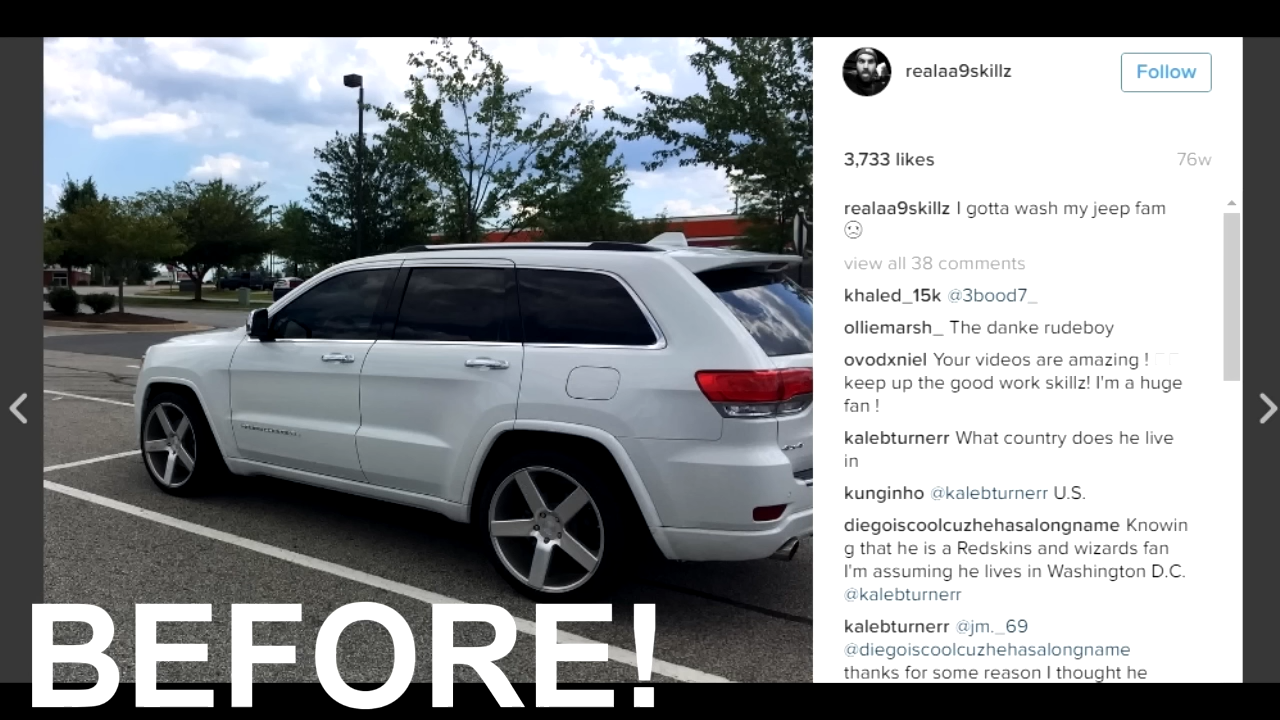 realaa9skillz
Follow
3,733 likes
76w
realaa9skillz I gotta wash my jeep fam
view all 38 comments
khaled_15k @3bood7_
olliemarsh_ The danke rudeboy
ovodxniel Your videos are amazing !
keep up the good work skillz! I'm a huge
fan !
kalebturnerr What country does he live
in
kunginho @kalebturnerr U.S.
diegoiscoolcuzhehasalongname Knowin
g that he is a Redskins and wizards fan
I'm assuming he lives in Washington D.C.
@kalebturnerr
kalebturnerr @jm._69
@diegoiscoolcuzhehasalongname
thanks for some reason I thought he
BEFORE!